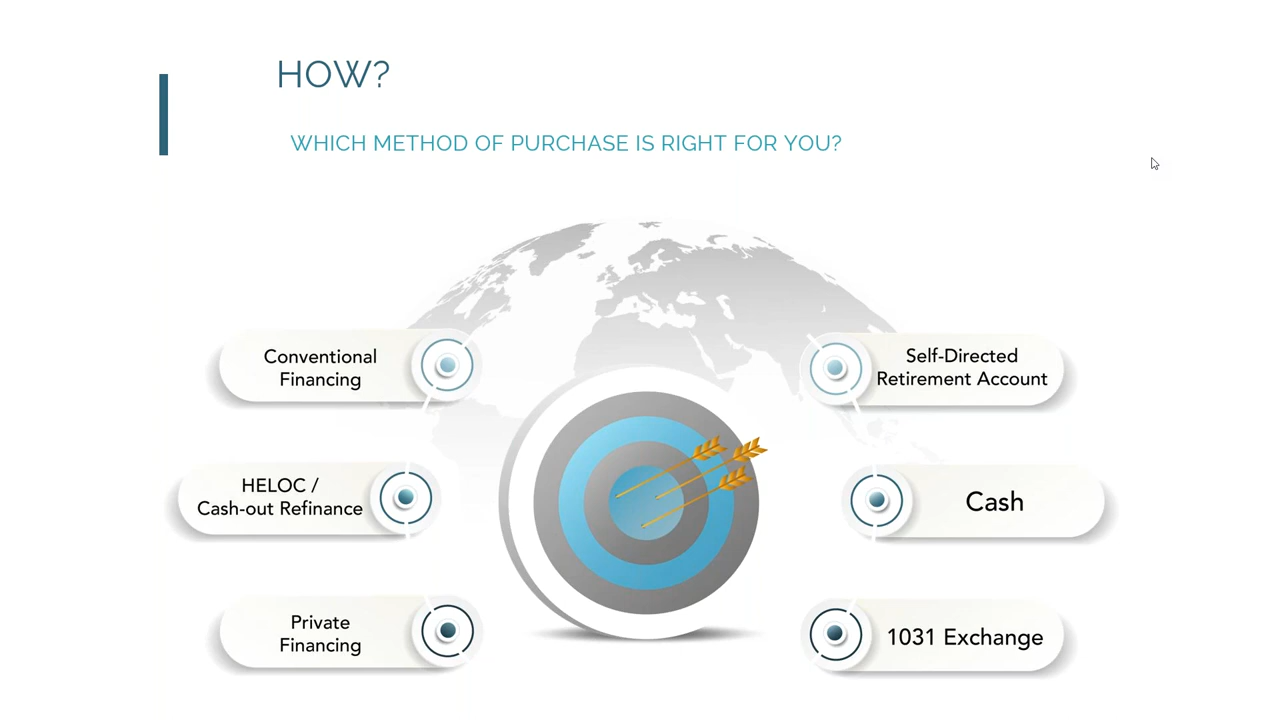 HOW?
WHICH METHOD OF PURCHASE IS RIGHT FOR YOU?
Conventional
Financing
HELOC /
Cash-out Refinance
Private
Financing
Self-Directed
Retirement Account
Cash
1031 Exchange